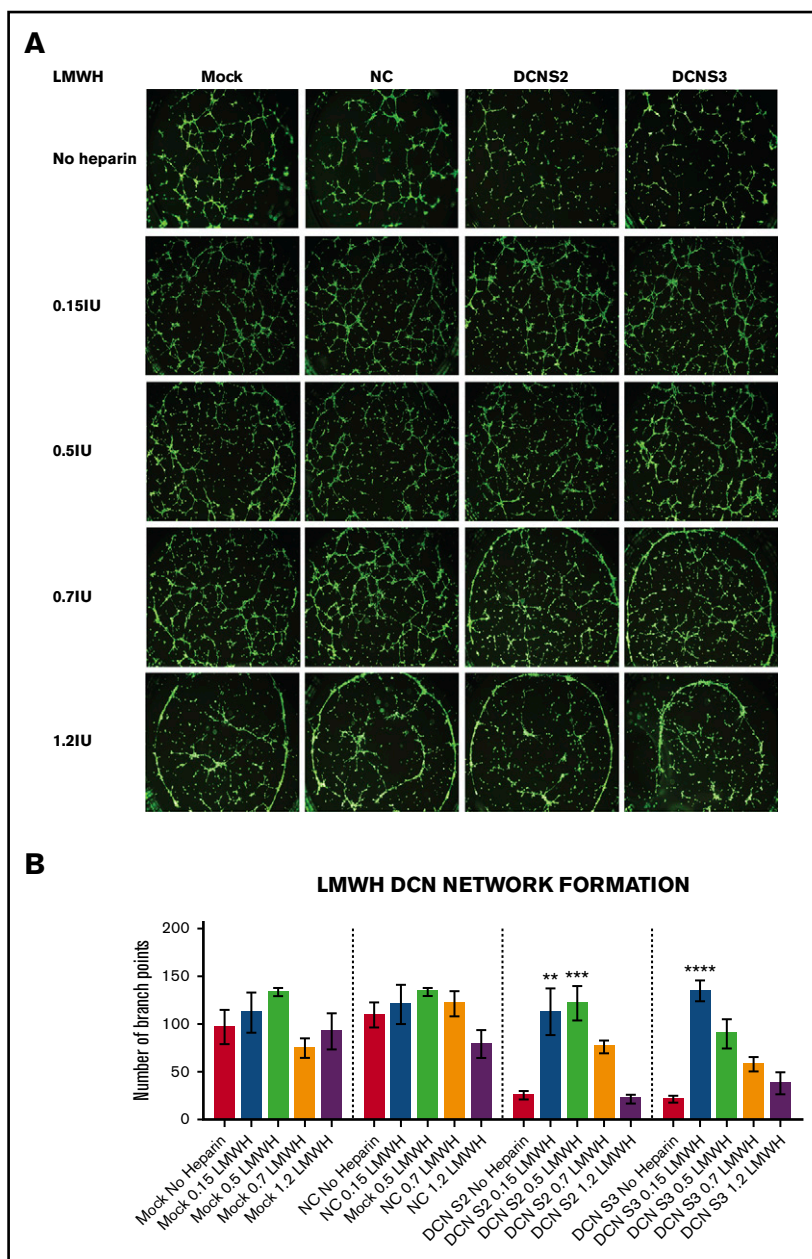 A
LMWH Mock NC DCNS2 DCNS3
No heparin
0.15IU
0.5IU
0.7IU
1.2IU
B
LMWH DCN NETWORK FORMATION
Number of branch points
200
150
100
50
0
** *** ****
Mock No Heparin
Mock 0.15 LMWH
Mock 0.5 LMWH
Mock 0.7 LMWH
Mock 1.2 LMWH
NC No Heparin
NC 0.15 LMWH
Mock 0.5 LMWH
NC 0.7 LMWH
NC 1.2 LMWH
DCN S2 No Heparin
DCN S2 0.15 LMWH
DCN S2 0.5 LMWH
DCN S2 0.7 LMWH
DCN S2 1.2 LMWH
DCN S3 No Heparin
DCN S3 0.15 LMWH
DCN S3 0.5 LMWH
DCN S3 0.7 LMWH
DCN S3 1.2 LMWH